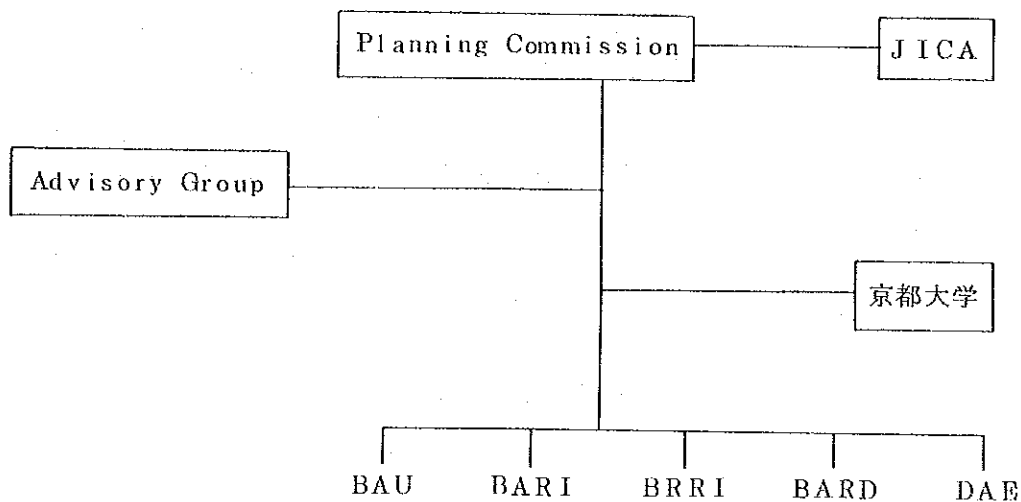 Planning Commission
JICA
Advisory Group
京都大学
BAU BARI BRRI BARD DAE